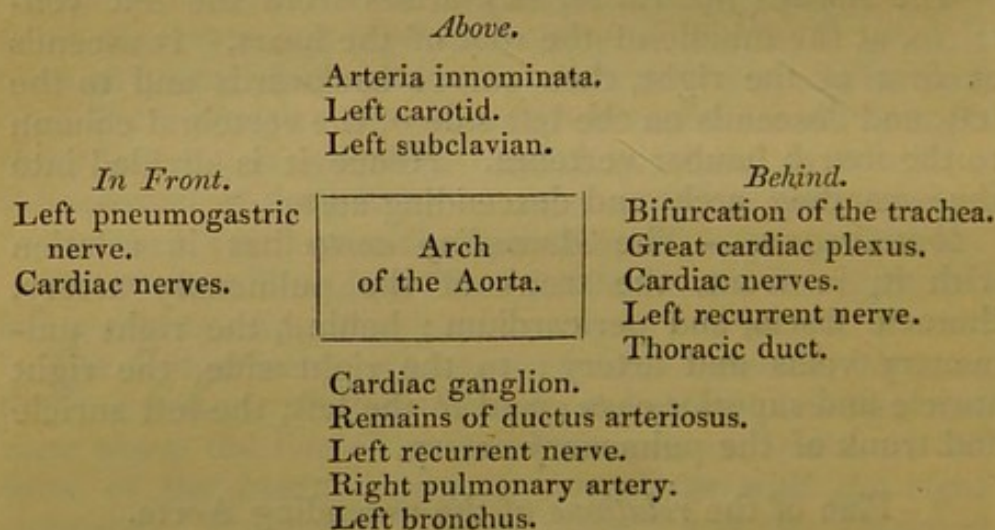 Above.
Arteria innominata.
Left carotid.
Left subclavian.
In Front.
Left pneumogastric
nerve.
Cardiac nerves.
Arch
of the Aorta.
Behind.
Bifurcation of the trachea.
Great cardiac plexus.
Cardiac nerves.
Left recurrent nerve.
Thoracic duct.
Cardiac ganglion.
Remains of ductus arteriosus.
Left recurrent nerve.
Right pulmonary artery.
Left bronchus.